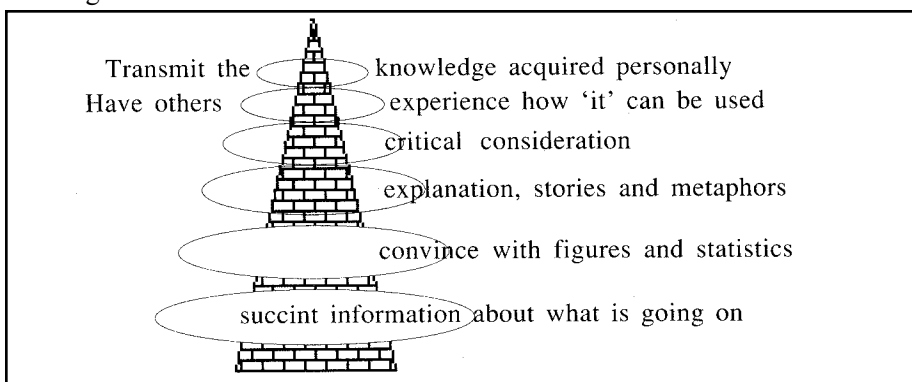 Transmit the knowledge acquired personally
Have others experience how ‘it’ can be used
critical consideration
explanation, stories and metaphors
convince with figures and statistics
succint information about what is going on